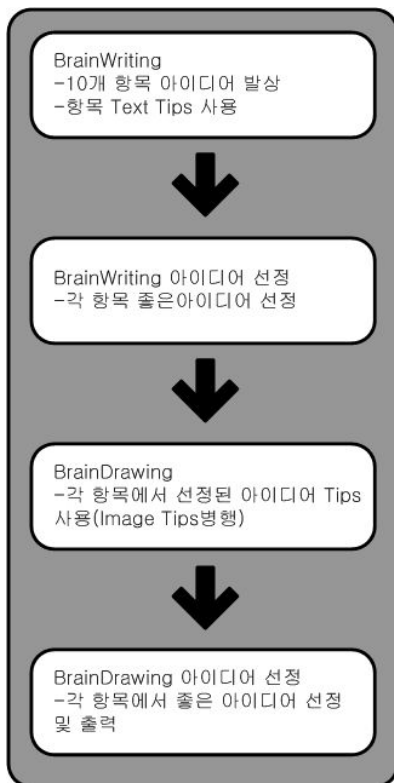 BrainWriting
-10개 항목 아이디어 발상
-항목 Text Tips 사용
BrainWriting 아이디어 선정
-각 항목 좋은아이디어 선정
BrainDrawing
-각 항목에서 선정된 아이디어 Tips
사용(Image Tips병행)
BrainDrawing 아이디어 선정
-각 항목에서 좋은 아이디어 선정
및 출력